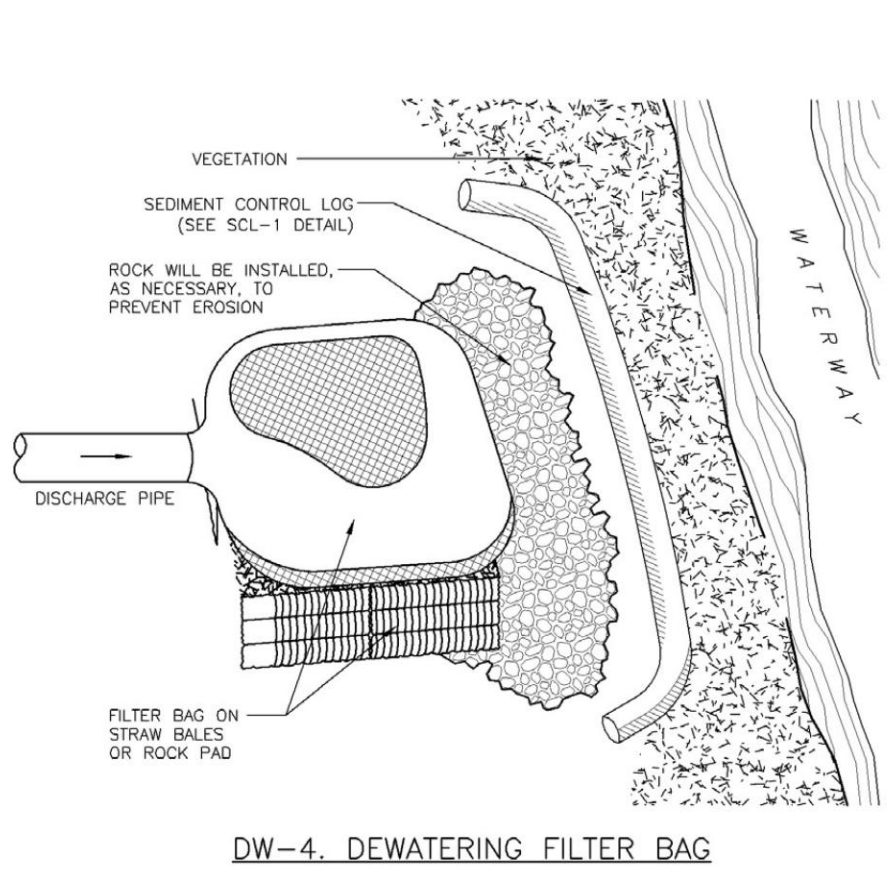 VEGETATION
SEDIMENT CONTROL LOG
(SEE SCL-1 DETAIL)
ROCK WILL BE INSTALLED,
AS NECESSARY, TO
PREVENT EROSION
WATERWAY
DISCHARGE PIPE
FILTER BAG ON
STRAW BALES
OR ROCK PAD
DW-4. DEWATERING FILTER BAG